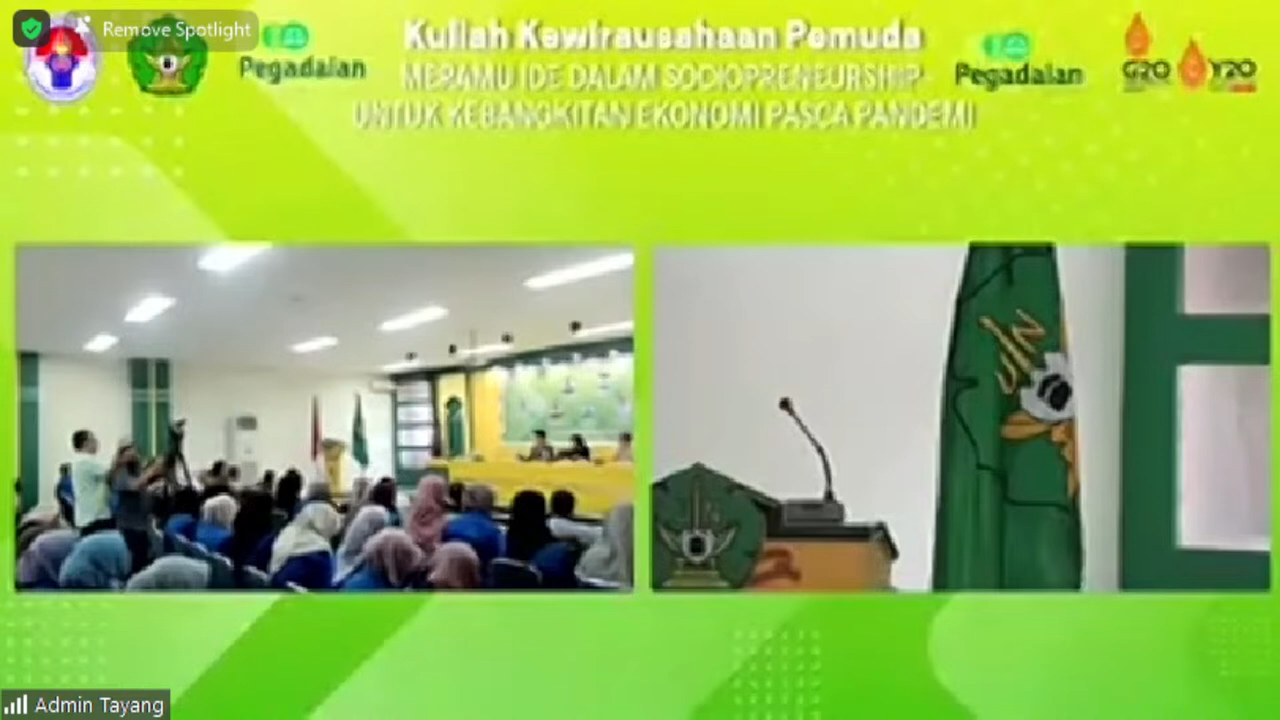 Remove Spotlight
Pegadaian
Kuliah Kewirausahaan Pemuda
MERAMU IDE DALAM SOCIOPRENEURSHIP
UNTUK KEBANGKITAN EKONOMI PASCA PANDEMI
Pegadaian
G20 Y20
Admin Tayang